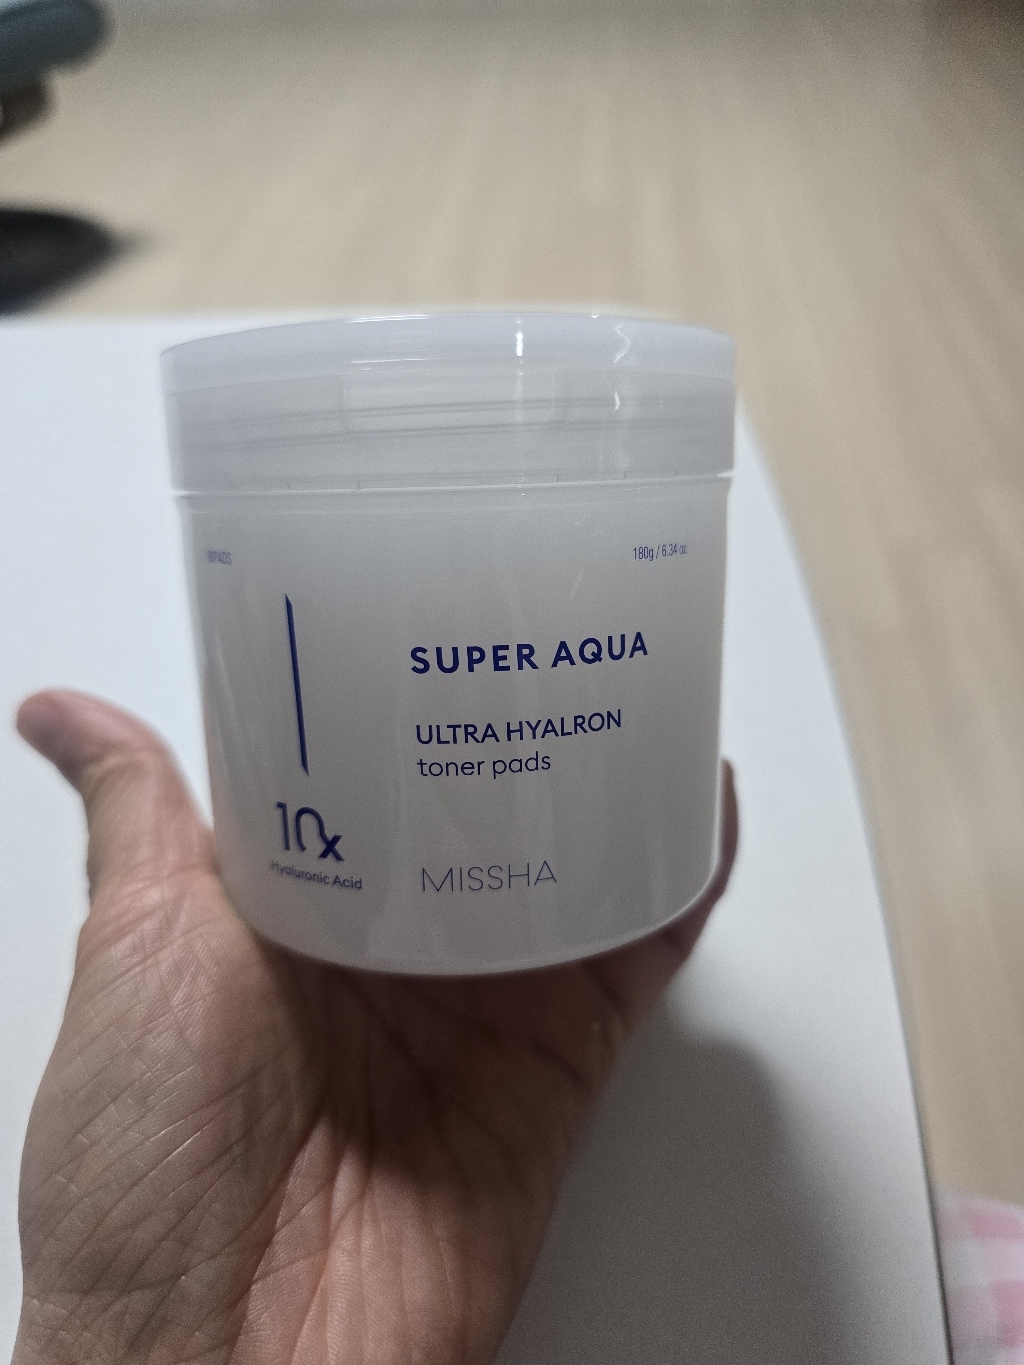 180g / 6.34 oz.
SUPER AQUA
ULTRA HYALRON
toner pads
10x
Hyaluronic Acid
MISSHA